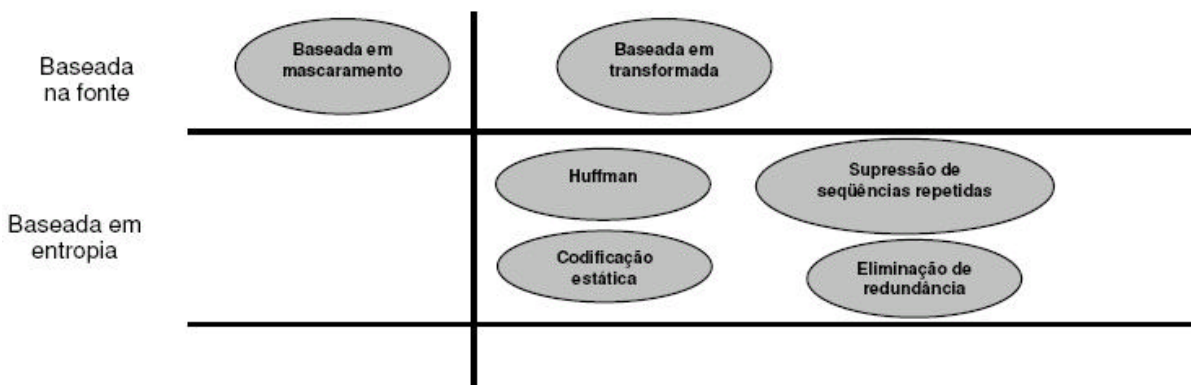 Baseada
na fonte
Baseada em
mascaramento
Baseada em
transformada
Baseada em
entropia
Huffman
Supressão de
seqüências repetidas
Codificação
estática
Eliminação de
redundância